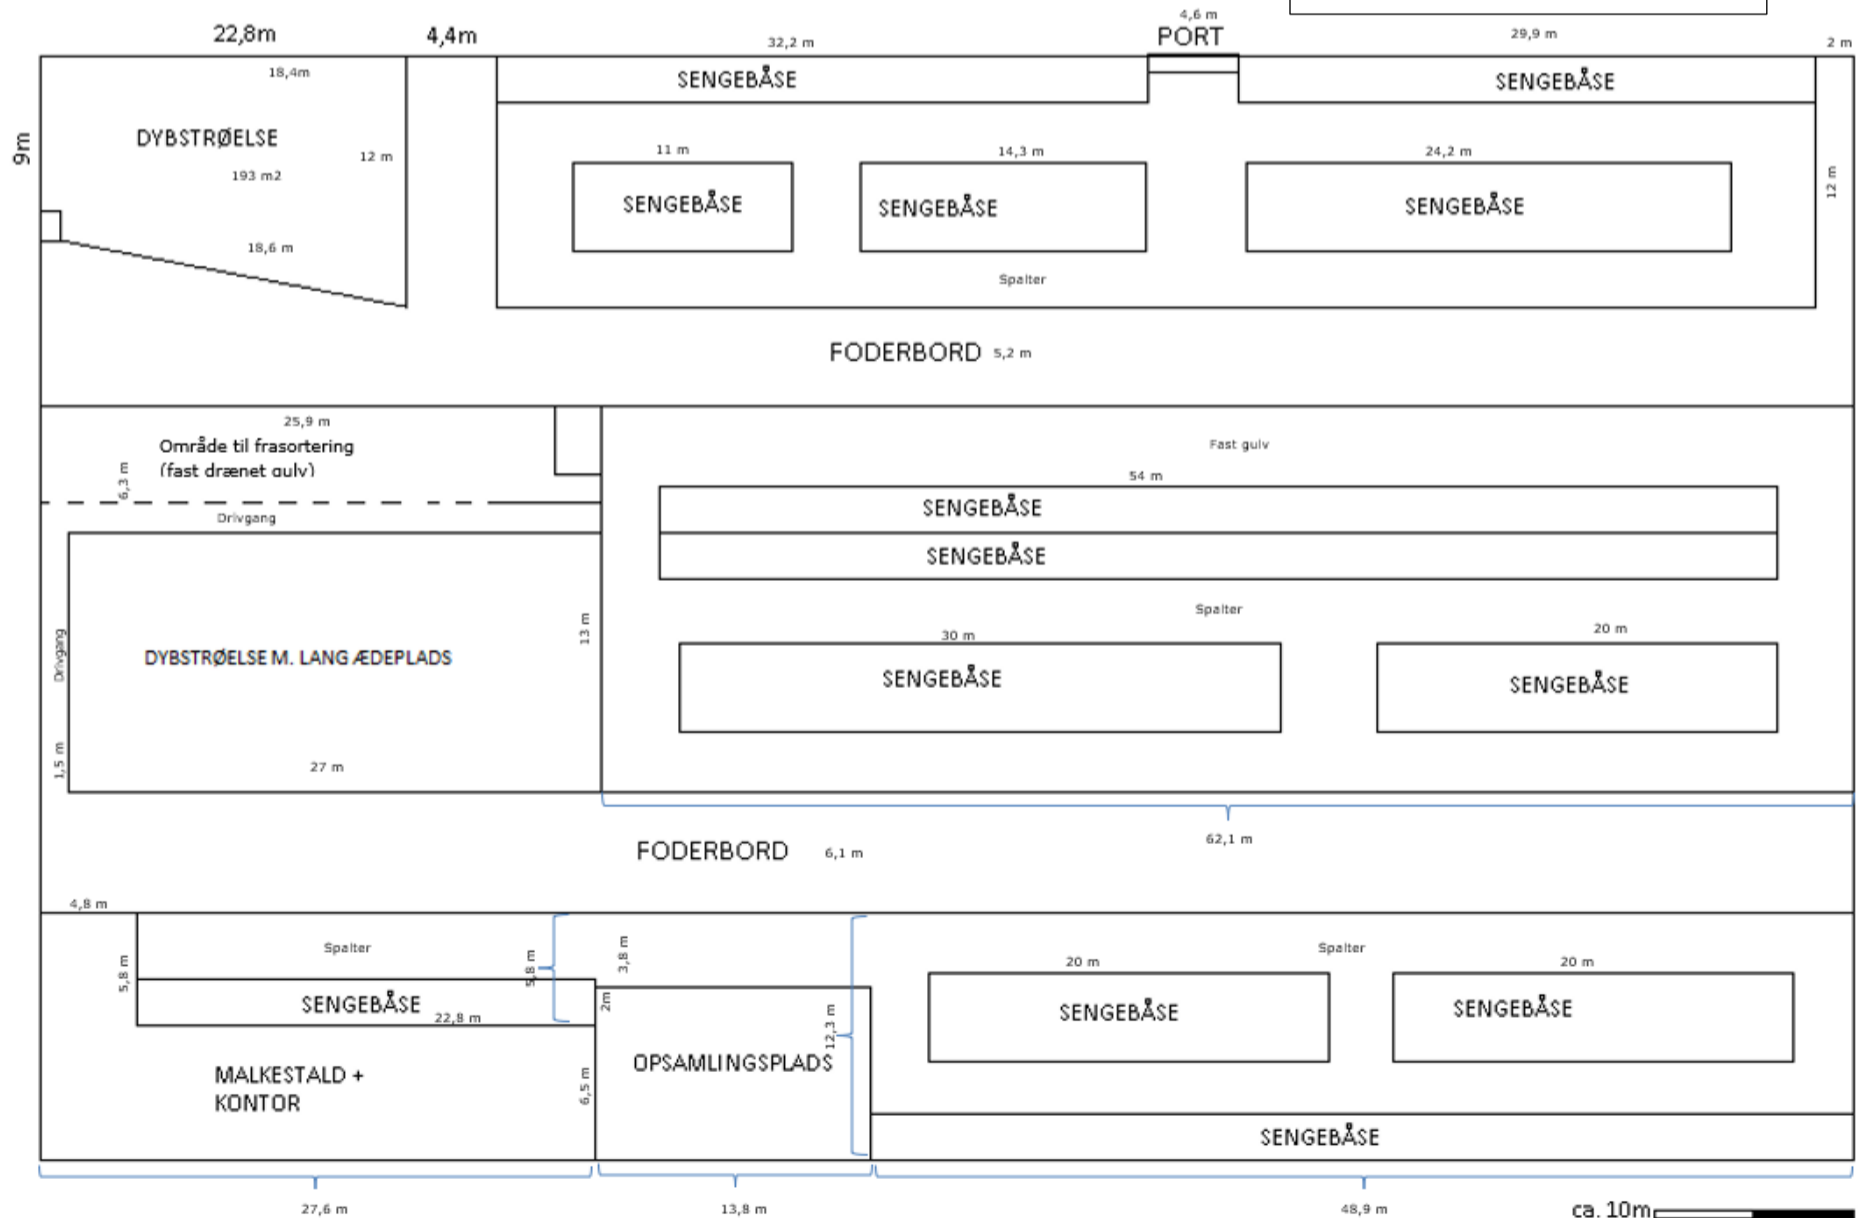 22,8m
4,4m
32,2 m
4,6 m
PORT
29,9 m
2 m
18,4m
SENGEBÅSE
SENGEBÅSE
9m
DYBSTRØELSE
12 m
193 m2
18,6 m
11 m
14,3 m
24,2 m
12 m
SENGEBÅSE
SENGEBÅSE
SENGEBÅSE
Spalter
FODERBORD 5,2 m
25,9 m
Område til frasortering
(fast drænet gulv)
6,3 m
Drivgang
Fast gulv
54 m
SENGEBÅSE
SENGEBÅSE
Spalter
Drivgang
13 m
DYBSTRØELSE M. LANG ÆDEPLADS
30 m
20 m
SENGEBÅSE
SENGEBÅSE
1,5 m
27 m
62,1 m
FODERBORD 6,1 m
4,8 m
Spalter
5,8 m
5,8 m
3,8 m
SENGEBÅSE
22,8 m
2m
12,3 m
Spalter
20 m
20 m
SENGEBÅSE
SENGEBÅSE
MALKESTALD +
KONTOR
6,5 m
OPSAMLINGSPLADS
SENGEBÅSE
27,6 m
13,8 m
48,9 m
ca. 10m